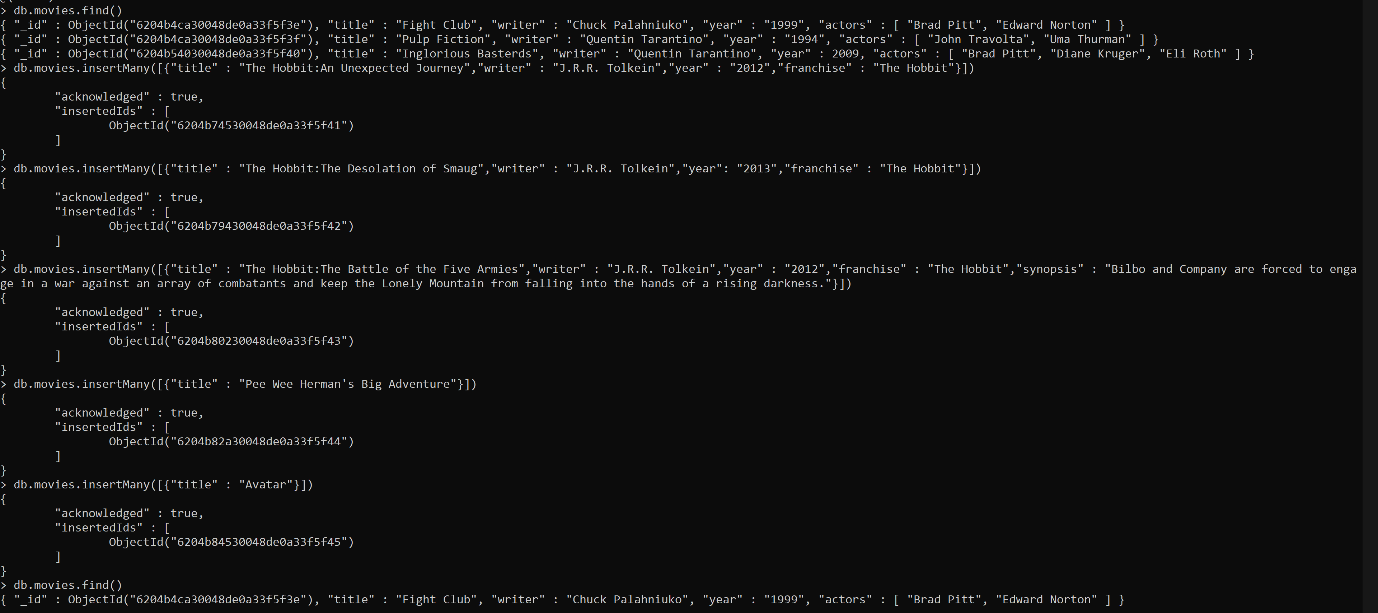 > db.movies.find()
{ "_id" : ObjectId("6204b4ca30048de0a33f5f3e"), "title" : "Fight Club", "writer" : "Chuck Palahniuko", "year" : "1999", "actors" : [ "Brad Pitt", "Edward Norton" ] }
{ "_id" : ObjectId("6204b4ca30048de0a33f5f3f"), "title" : "Pulp Fiction", "writer" : "Quentin Tarantino", "year" : "1994", "actors" : [ "John Travolta", "Uma Thurman" ] }
{ "_id" : ObjectId("6204b54030048de0a33f5f40"), "title" : "Inglorious Basterds", "writer" : "Quentin Tarantino", "year" : 2009, "actors" : [ "Brad Pitt", "Diane Kruger", "Eli Roth" ] }
> db.movies.insertMany([{"title" : "The Hobbit:An Unexpected Journey","writer" : "J.R.R. Tolkein","year" : "2012","franchise" : "The Hobbit"}])
{
        "acknowledged" : true,
        "insertedIds" : [
                ObjectId("6204b74530048de0a33f5f41")
        ]
}
> db.movies.insertMany([{"title" : "The Hobbit:The Desolation of Smaug","writer" : "J.R.R. Tolkein","year": "2013","franchise" : "The Hobbit"}])
{
        "acknowledged" : true,
        "insertedIds" : [
                ObjectId("6204b79430048de0a33f5f42")
        ]
}
> db.movies.insertMany([{"title" : "The Hobbit:The Battle of the Five Armies","writer" : "J.R.R. Tolkein","year" : "2012","franchise" : "The Hobbit","synopsis" : "Bilbo and Company are forced to enga
ge in a war against an array of combatants and keep the Lonely Mountain from falling into the hands of a rising darkness."}])
{
        "acknowledged" : true,
        "insertedIds" : [
                ObjectId("6204b80230048de0a33f5f43")
        ]
}
> db.movies.insertMany([{"title" : "Pee Wee Herman's Big Adventure"}])
{
        "acknowledged" : true,
        "insertedIds" : [
                ObjectId("6204b82a30048de0a33f5f44")
        ]
}
> db.movies.insertMany([{"title" : "Avatar"}])
{
        "acknowledged" : true,
        "insertedIds" : [
                ObjectId("6204b84530048de0a33f5f45")
        ]
}
> db.movies.find()
{ "_id" : ObjectId("6204b4ca30048de0a33f5f3e"), "title" : "Fight Club", "writer" : "Chuck Palahniuko", "year" : "1999", "actors" : [ "Brad Pitt", "Edward Norton" ] }